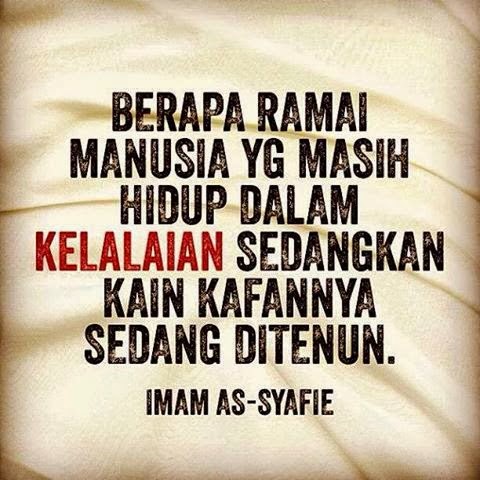 BERAPA RAMAI
MANUSIA YG MASIH
HIDUP DALAM
KELALAIAN SEDANGKAN
KAIN KAFANNYA
SEDANG DITENUN.
IMAM AS-SYAFIE